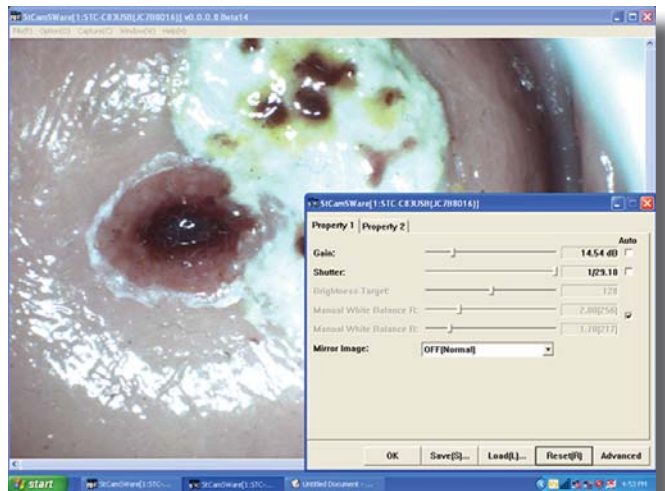 StCamSWare[1:STC-C83USB(JC7B8016)] v0.0.0.8 Beta14
File(F) Option(O) Capture(C) Window(W) Help(H)
StCamSWare[1:STC-C83USB(JC7B8016)]
Property 1 Property 2
Auto
Gain: 14.54 dB
Shutter: 1/29.18
Brightness Target: 128
Manual White Balance R: 2.00[256]
Manual White Balance B: 1.70[217]
Mirror Image: OFF(Normal)
OK Save(S)... Load(L)... Reset(R) Advanced
start StCamSWare[1:STC-... StCamSWare[1:STC-... Untitled Document - ... 4:53 PM